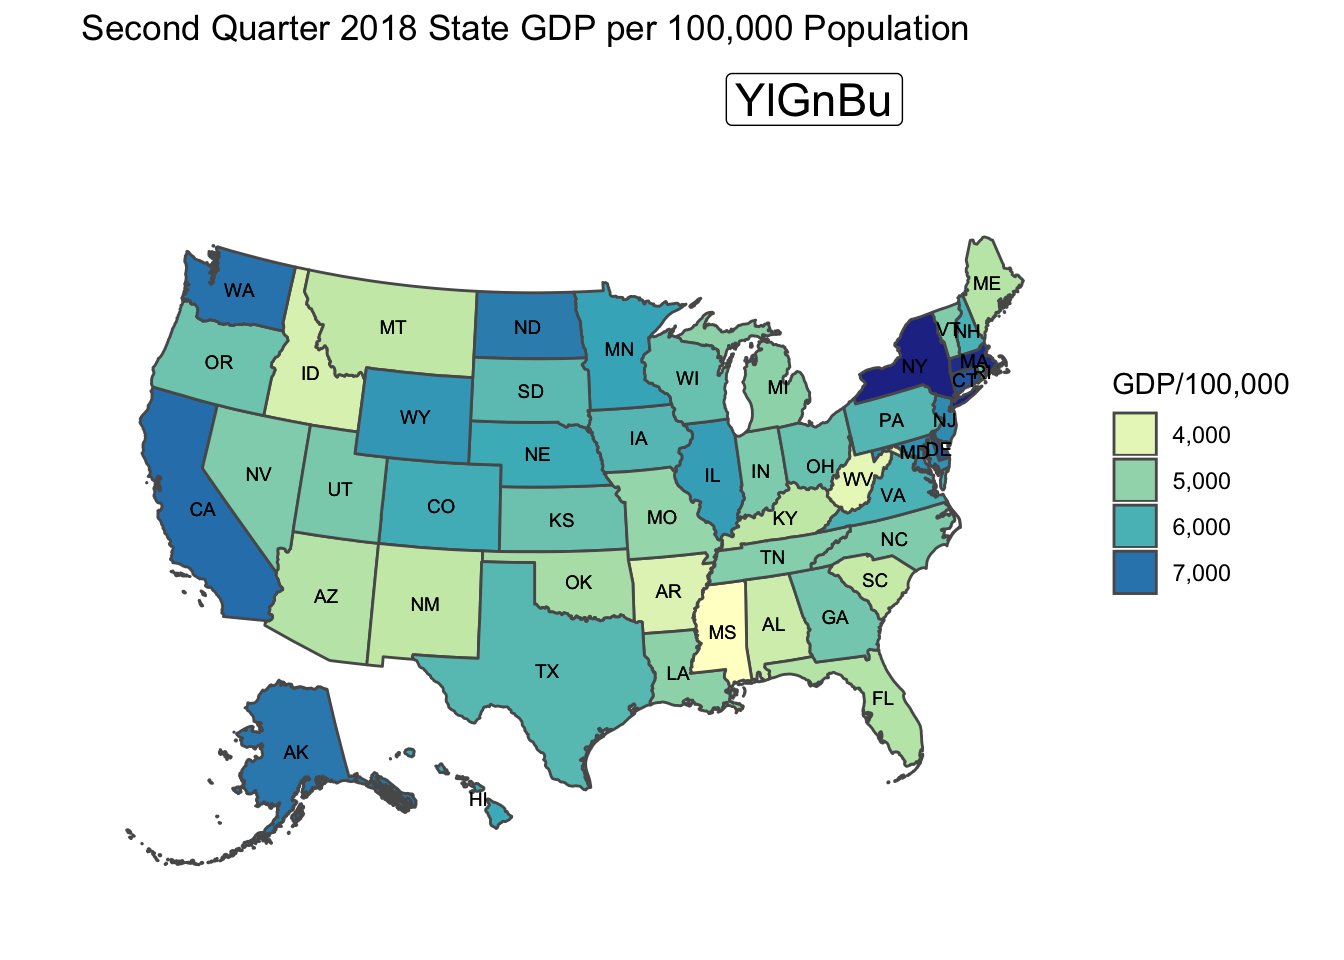 Second Quarter 2018 State GDP per 100,000 Population
YlGnBu
ME
WA
MT
ND
VT
NH
MN
OR
MA
NY
RI
ID
WI
CT
MI
SD
WY
PA
NJ
IA
DE
MD
NE
OH
IN
NV
IL
WV
UT
VA
CO
CA
MO
KY
KS
NC
TN
SC
OK
AR
AZ
NM
GA
AL
MS
TX
LA
FL
AK
HI
GDP/100,000
4,000
5,000
6,000
7,000